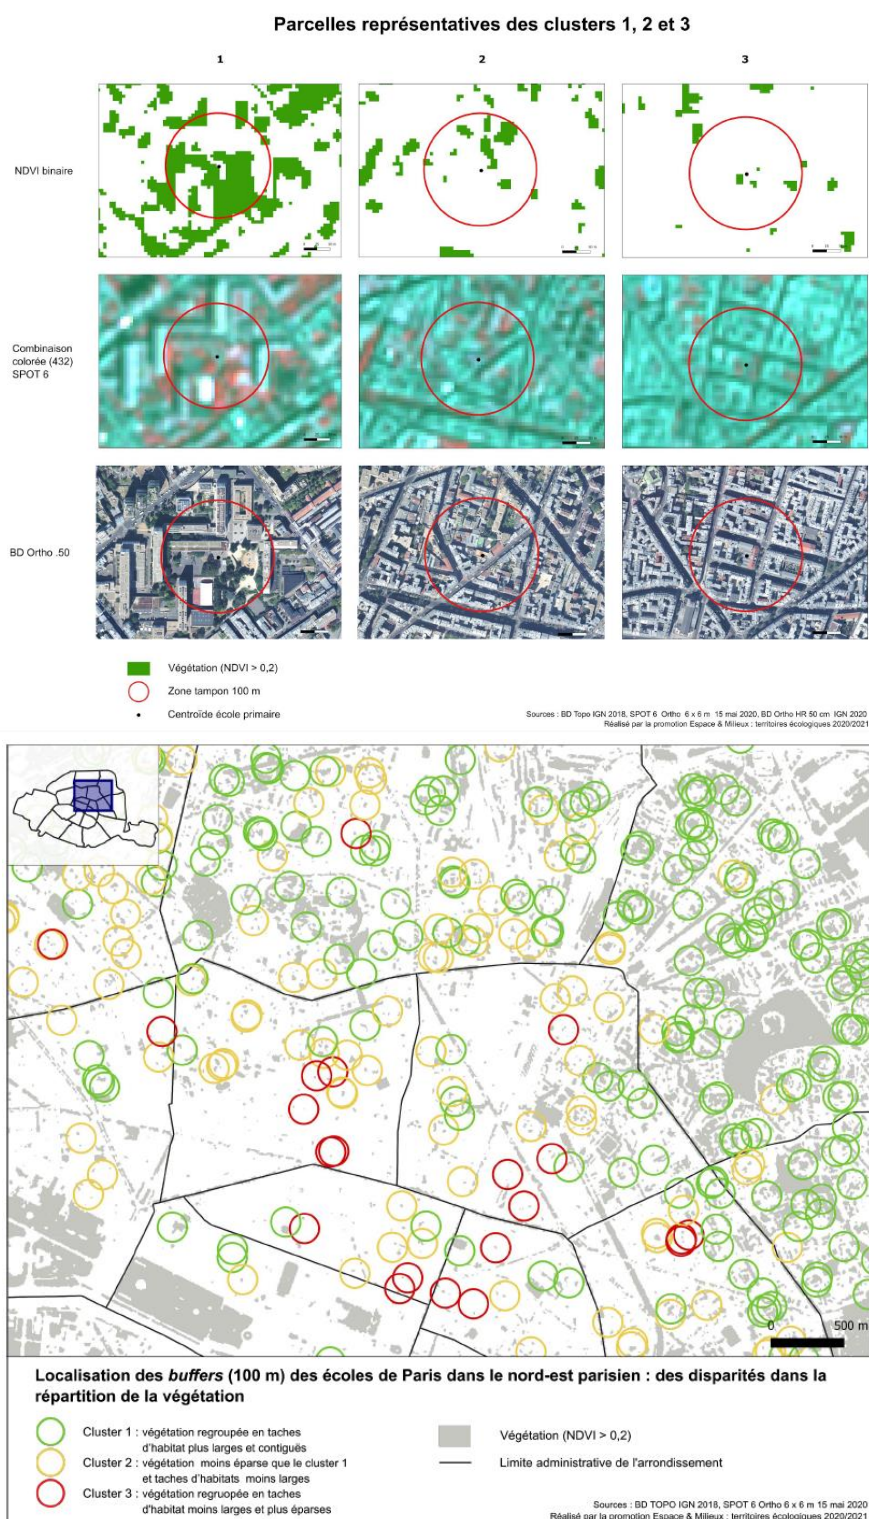 Parcelles représentatives des clusters 1, 2 et 3
1
2
3
NDVI binaire
Combinaison
colorée (432)
SPOT 6
BD Ortho .50
Végétation (NDVI > 0,2)
Zone tampon 100 m
Centroïde école primaire
Sources : BD Topo IGN 2018, SPOT 6 Ortho 6 x 6 m 15 mai 2020, BD Ortho HR 50 cm IGN 2020
Réalisé par la promotion Espace & Milieux : territoires écologiques 2020/2021
0 500 m
Localisation des buffers (100 m) des écoles de Paris dans le nord-est parisien : des disparités dans la
répartition de la végétation
Cluster 1 : végétation regroupée en taches
d'habitat plus larges et contiguës
Cluster 2 : végétation moins éparse que le cluster 1
et taches d'habitats moins larges
Cluster 3 : végétation regruopée en taches
d'habitat moins larges et plus éparses
Végétation (NDVI > 0,2)
Limite administrative de l'arrondissement
Sources : BD TOPO IGN 2018, SPOT 6 Ortho 6 x 6 m 15 mai 2020
Réalisé par la promotion Espace & Milieux : territoires écologiques 2020/2021